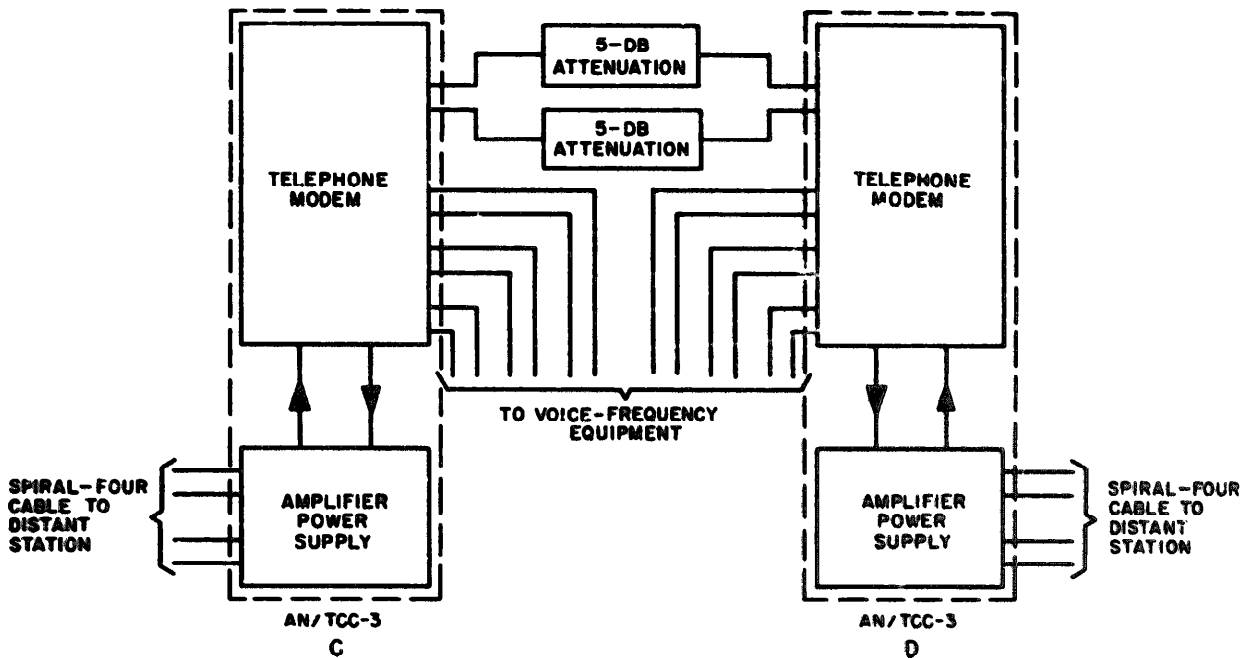 5-DB
ATTENUATION
5-DB
ATTENUATION
TELEPHONE
MODEM
TELEPHONE
MODEM
TO VOICE-FREQUENCY
EQUIPMENT
SPIRAL-FOUR
CABLE TO
DISTANT
STATION
AMPLIFIER
POWER
SUPPLY
AMPLIFIER
POWER
SUPPLY
SPIRAL-FOUR
CABLE TO
DISTANT
STATION
AN/TCC-3
C
AN/TCC-3
D